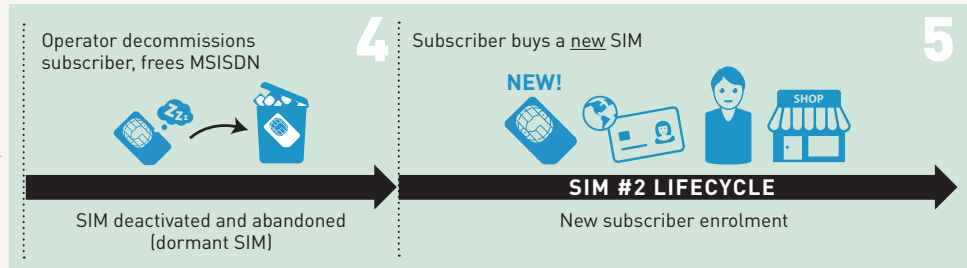 Operator decommissions
subscriber, frees MSISDN
4
ZZZ
SIM deactivated and abandoned
(dormant SIM)
Subscriber buys a new SIM
5
NEW!
SHOP
SIM #2 LIFECYCLE
New subscriber enrolment